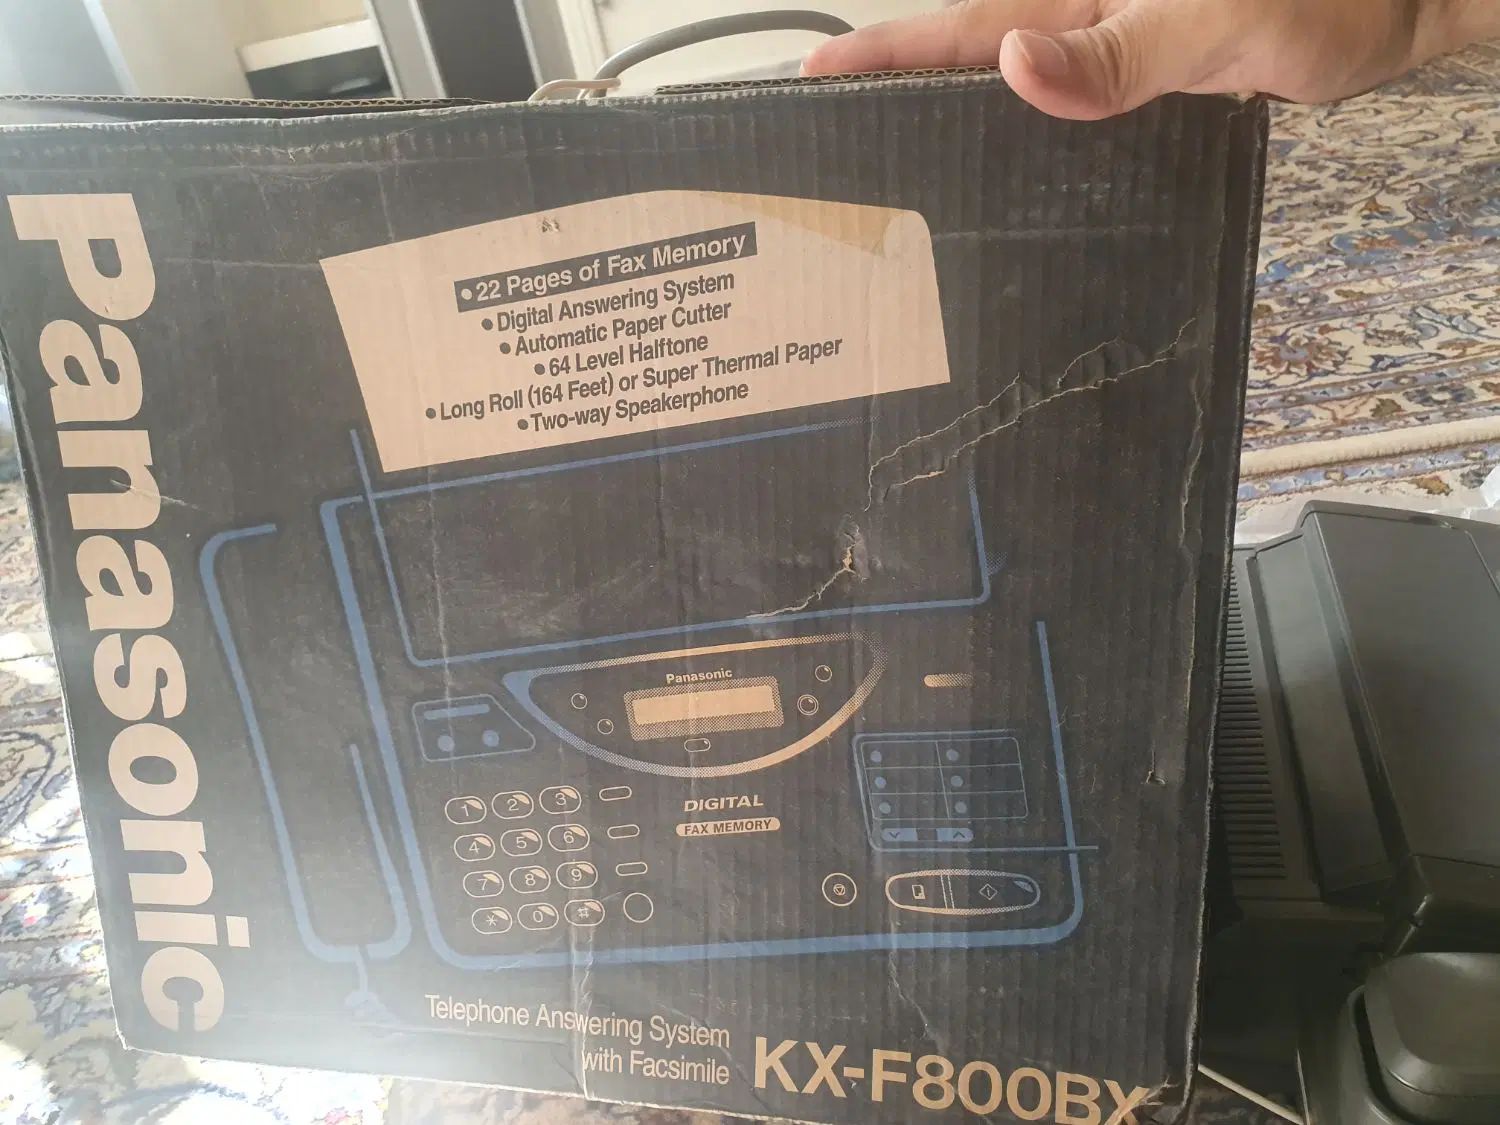 Panasonic
• 22 Pages of Fax Memory
• Digital Answering System
• Automatic Paper Cutter
• 64 Level Halftone
• Long Roll (164 Feet) or Super Thermal Paper
• Two-way Speakerphone
Panasonic
1 2 3
4 5 6
7 8 9
* 0 #
DIGITAL
FAX MEMORY
Telephone Answering System
with Facsimile
KX-F800BX